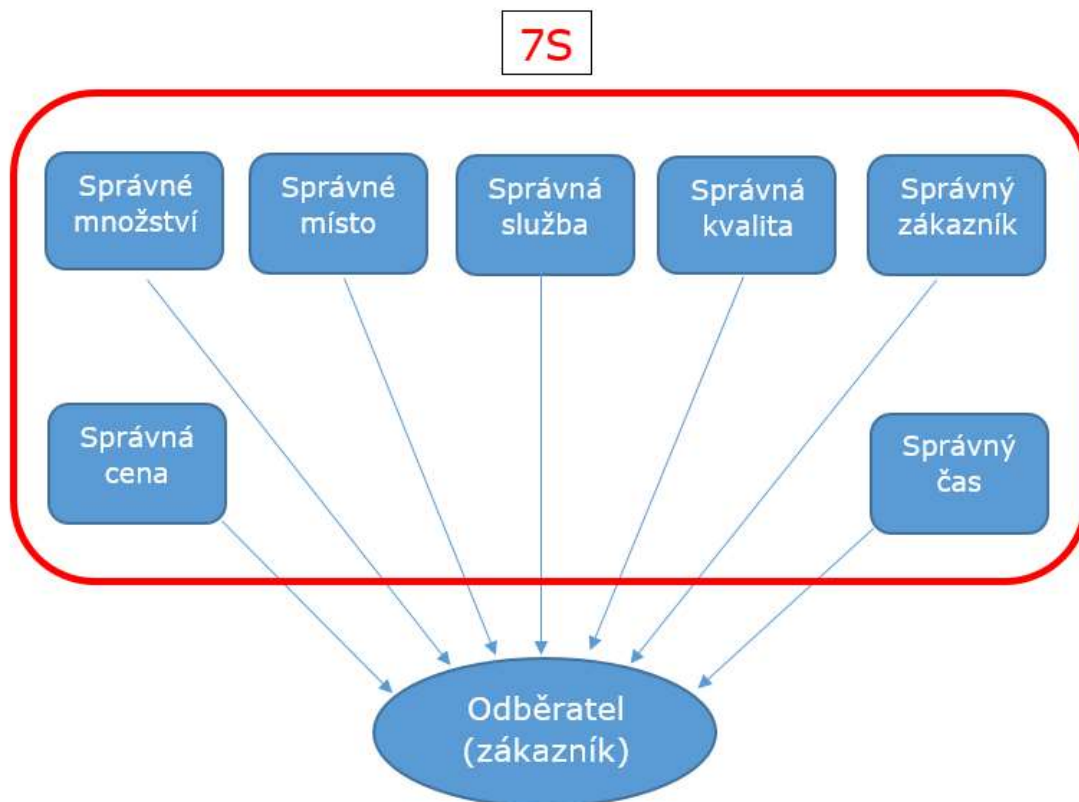 7S
Správné
množství
Správné
místo
Správná
služba
Správná
kvalita
Správný
zákazník
Správná
cena
Správný
čas
Odběratel
(zákazník)